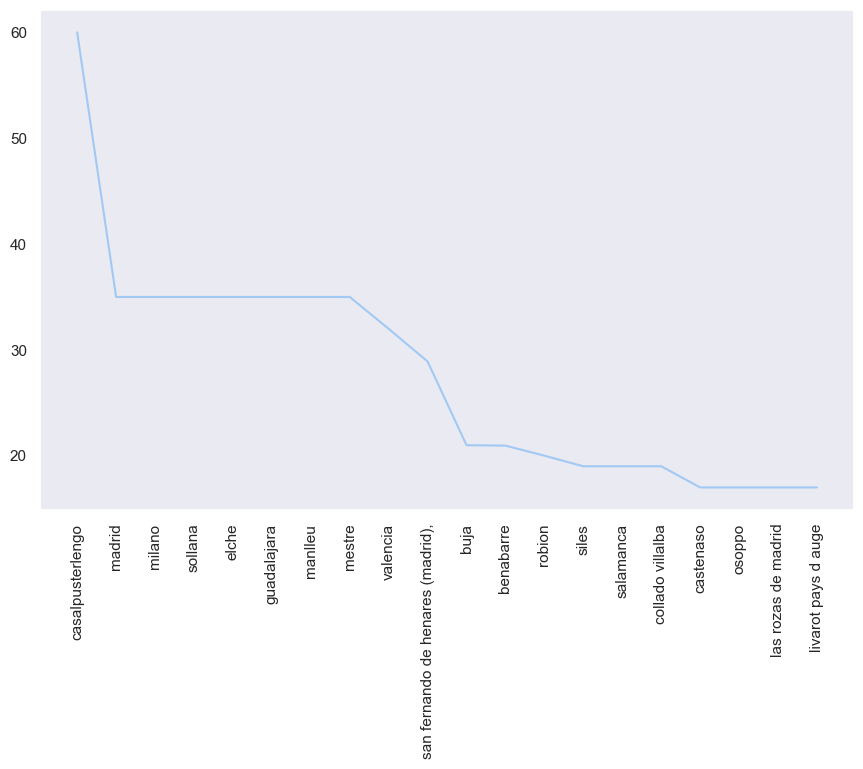 60
50
40
30
20
casalpusterlengo
madrid
milano
sollana
elche
guadalajara
manlleu
mestre
valencia
san fernando de henares (madrid),
buja
benabarre
robion
siles
salamanca
collado villalba
castenaso
osoppo
las rozas de madrid
livarot pays d auge